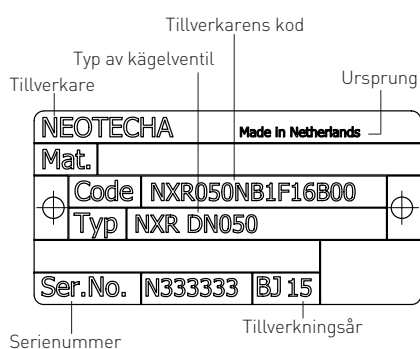 Tillverkarens kod
Typ av kägelventil
Tillverkare
Ursprung
NEOTECHA Made in Netherlands
Mat.
Code NXR050NB1F16B00
Typ NXR DN050
Ser.No. N333333 BJ 15
Tillverkningsår
Serienummer